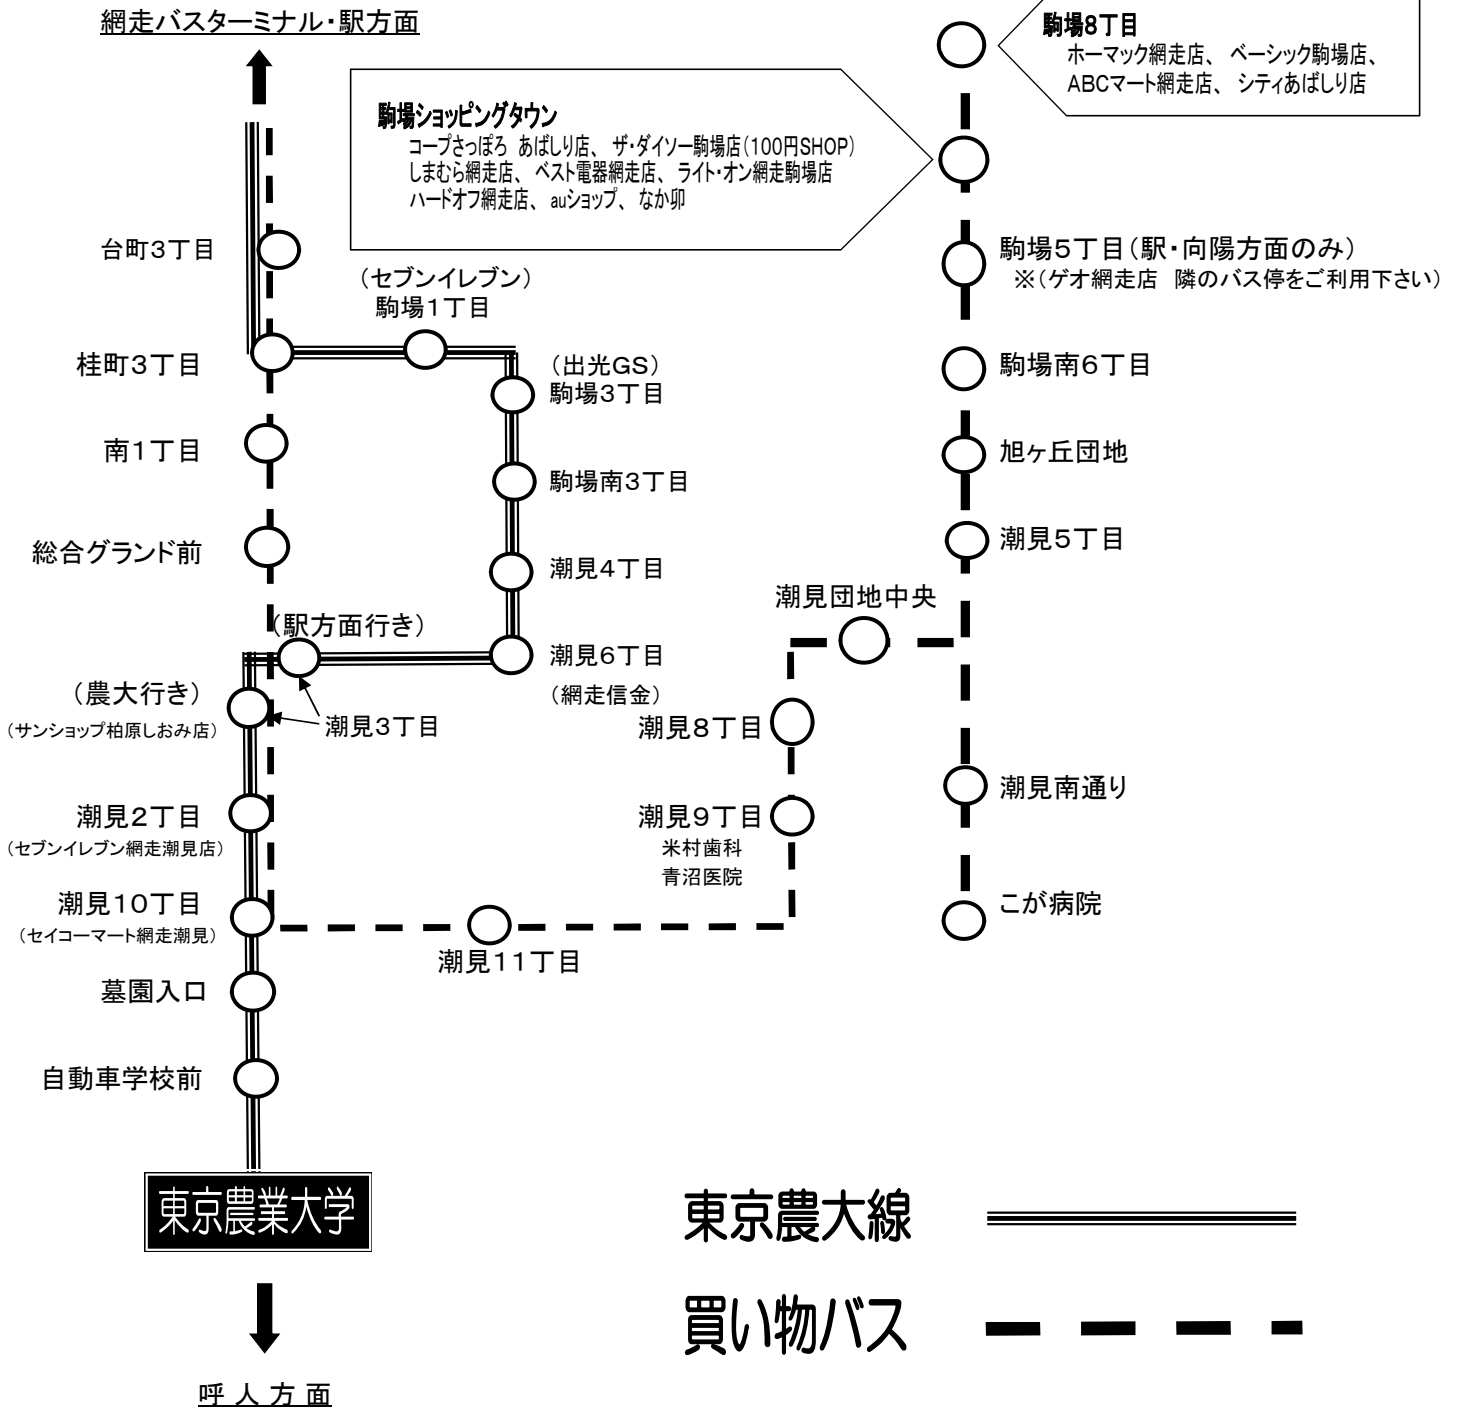 網走バスターミナル・駅方面
駒場8丁目
ホーマック網走店、 ベーシック駒場店、
ABCマート網走店、 シティあばしり店
駒場ショッピングタウン
コープさっぽろ あばしり店、 ザ・ダイソー駒場店(100円SHOP)
しまむら網走店、 ベスト電器網走店、 ライト・オン網走駒場店
ハードオフ網走店、 auショップ、 なか卯
台町3丁目
駒場5丁目(駅・向陽方面のみ)
※(ゲオ網走店 隣のバス停をご利用下さい)
(セブンイレブン)
駒場1丁目
桂町3丁目
(出光GS)
駒場3丁目
駒場南6丁目
南1丁目
駒場南3丁目
旭ヶ丘団地
総合グランド前
潮見4丁目
潮見5丁目
潮見団地中央
(駅方面行き)
潮見6丁目
(網走信金)
(農大行き)
(サンショップ柏原しおみ店)
潮見3丁目
潮見8丁目
潮見南通り
潮見2丁目
(セブンイレブン網走潮見店)
潮見9丁目
米村歯科
青沼医院
潮見10丁目
(セイコーマート網走潮見)
こが病院
潮見11丁目
墓園入口
自動車学校前
東京農業大学
東京農大線
買い物バス
呼人方面